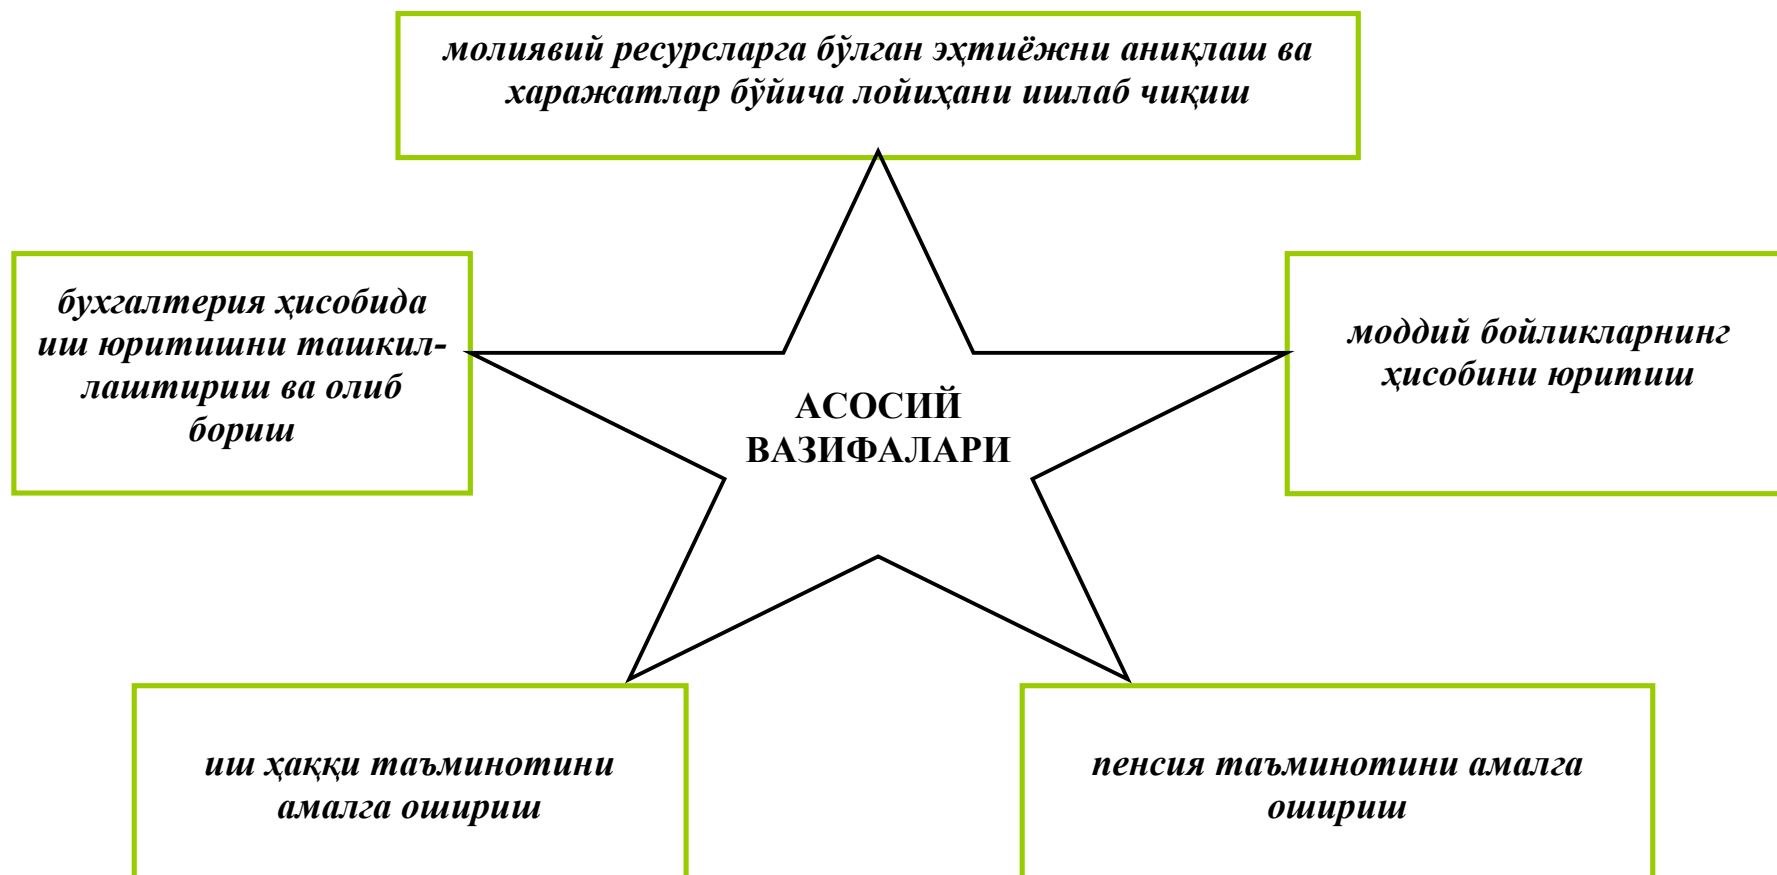 молиявий ресурсларга бўлган эҳтиёжни аниқлаш ва
харажатлар бўйича лойиҳани ишлаб чиқиш
бухгалтерия ҳисобида
иш юритишни ташкил-
лаштириш ва олиб
бориш
моддий бойликларнинг
ҳисобини юритиш
АСОСИЙ
ВАЗИФАЛАРИ
иш ҳаққи таъминотини
амалга ошириш
пенсия таъминотини амалга
ошириш